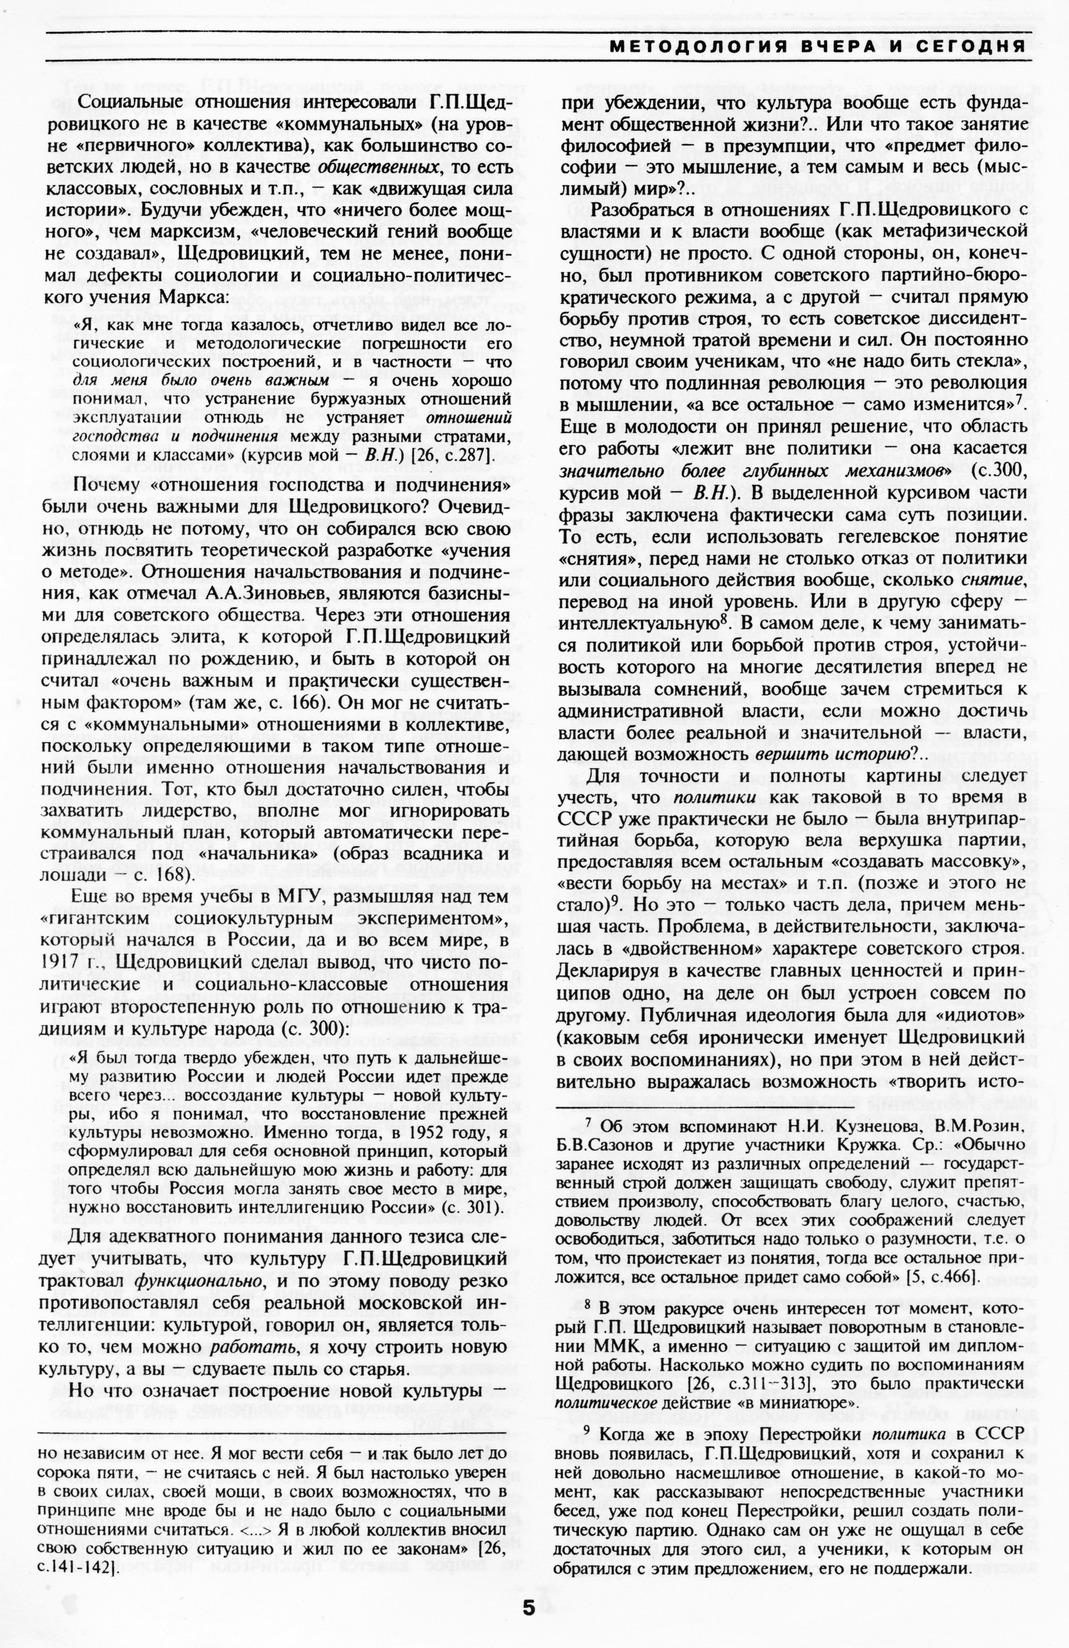 МЕТОДОЛОГИЯ ВЧЕРА И СЕГОДНЯ
Социальные отношения интересовали Г.П.Щед-
ровицкого не в качестве «коммунальных» (на уров-
не «первичного» коллектива), как большинство со-
ветских людей, но в качестве общественных, то есть
классовых, сословных и т.п., – как «движущая сила
истории». Будучи убежден, что «ничего более мощ-
ного», чем марксизм, «человеческий гений вообще
не создавал», Щедровицкий, тем не менее, пони-
мал дефекты социологии и социально-политичес-
кого учения Маркса:
«Я, как мне тогда казалось, отчетливо видел все ло-
гические и методологические погрешности его
социологических построений, и в частности – что
для меня было очень важным – я очень хорошо
понимал, что устранение буржуазных отношений
эксплуатации отнюдь не устраняет отношений
господства и подчинения между разными стратами,
слоями и классами» (курсив мой – В.Н.) [26, с.287].
Почему «отношения господства и подчинения»
были очень важными для Щедровицкого? Очевид-
но, отнюдь не потому, что он собирался всю свою
жизнь посвятить теоретической разработке «учения
о методе». Отношения начальствования и подчине-
ния, как отмечал А.А.Зиновьев, являются базисны-
ми для советского общества. Через эти отношения
определялась элита, к которой Г.П.Щедровицкий
принадлежал по рождению, и быть в которой он
считал «очень важным и практически существен-
ным фактором» (там же, с. 166). Он мог не считать-
ся с «коммунальными» отношениями в коллективе,
поскольку определяющими в таком типе отноше-
ний были именно отношения начальствования и
подчинения. Тот, кто был достаточно силен, чтобы
захватить лидерство, вполне мог игнорировать
коммунальный план, который автоматически пере-
страивался под «начальника» (образ всадника и
лошади – с. 168).
Еще во время учебы в МГУ, размышляя над тем
«гигантским социокультурным экспериментом»,
который начался в России, да и во всем мире, в
1917 г., Щедровицкий сделал вывод, что чисто по-
литические и социально-классовые отношения
играют второстепенную роль по отношению к тра-
дициям и культуре народа (с. 300):
«Я был тогда твердо убежден, что путь к дальнейше-
му развитию России и людей России идет прежде
всего через... воссоздание культуры – новой культу-
ры, ибо я понимал, что восстановление прежней
культуры невозможно. Именно тогда, в 1952 году, я
сформулировал для себя основной принцип, который
определял всю дальнейшую мою жизнь и работу: для
того чтобы Россия могла занять свое место в мире,
нужно восстановить интеллигенцию России» (с. 301).
Для адекватного понимания данного тезиса сле-
дует учитывать, что культуру Г.П.Щедровицкий
трактовал функционально, и по этому поводу резко
противопоставлял себя реальной московской ин-
теллигенции: культурой, говорил он, является толь-
ко то, чем можно работать, я хочу строить новую
культуру, а вы – сдуваете пыль со старья.
Но что означает построение новой культуры –
но независим от нее. Я мог вести себя – и так было лет до
сорока пяти, – не считаясь с ней. Я был настолько уверен
в своих силах, своей мощи, в своих возможностях, что в
принципе мне вроде бы и не надо было с социальными
отношениями считаться. <...> Я в любой коллектив вносил
свою собственную ситуацию и жил по ее законам» [26,
с.141-142].
при убеждении, что культура вообще есть фунда-
мент общественной жизни?.. Или что такое занятие
философией – в презумпции, что «предмет фило-
софии – это мышление, а тем самым и весь (мыс-
лимый) мир»?..
Разобраться в отношениях Г.П.Щедровицкого с
властями и к власти вообще (как метафизической
сущности) не просто. С одной стороны, он, конеч-
но, был противником советского партийно-бюро-
кратического режима, а с другой – считал прямую
борьбу против строя, то есть советское диссидент-
ство, неумной тратой времени и сил. Он постоянно
говорил своим ученикам, что «не надо бить стекла»,
потому что подлинная революция – это революция
в мышлении, «а все остальное – само изменится»⁷.
Еще в молодости он принял решение, что область
его работы «лежит вне политики – она касается
значительно более глубинных механизмов» (с.300,
курсив мой – В.Н.). В выделенной курсивом части
фразы заключена фактически сама суть позиции.
То есть, если использовать гегелевское понятие
«снятия», перед нами не столько отказ от политики
или социального действия вообще, сколько снятие,
перевод на иной уровень. Или в другую сферу –
интеллектуальную⁸. В самом деле, к чему занимать-
ся политикой или борьбой против строя, устойчи-
вость которого на многие десятилетия вперед не
вызывала сомнений, вообще зачем стремиться к
административной власти, если можно достичь
власти более реальной и значительной — власти,
дающей возможность вершить историю?..
Для точности и полноты картины следует
учесть, что политики как таковой в то время в
СССР уже практически не было – была внутрипар-
тийная борьба, которую вела верхушка партии,
предоставляя всем остальным «создавать массовку»,
«вести борьбу на местах» и т.п. (позже и этого не
стало)⁹. Но это – только часть дела, причем мень-
шая часть. Проблема, в действительности, заключа-
лась в «двойственном» характере советского строя.
Декларируя в качестве главных ценностей и прин-
ципов одно, на деле он был устроен совсем по
другому. Публичная идеология была для «идиотов»
(каковым себя иронически именует Щедровицкий
в своих воспоминаниях), но при этом в ней дейст-
вительно выражалась возможность «творить исто-
⁷ Об этом вспоминают Н.И. Кузнецова, В.М.Розин,
Б.В.Сазонов и другие участники Кружка. Ср.: «Обычно
заранее исходят из различных определений — государст-
венный строй должен защищать свободу, служит препят-
ствием произволу, способствовать благу целого, счастью,
довольству людей. От всех этих соображений следует
освободиться, заботиться надо только о разумности, т.е. о
том, что проистекает из понятия, тогда все остальное при-
ложится, все остальное придет само собой» [5, с.466].
⁸ В этом ракурсе очень интересен тот момент, кото-
рый Г.П. Щедровицкий называет поворотным в становле-
нии ММК, а именно – ситуацию с защитой им диплом-
ной работы. Насколько можно судить по воспоминаниям
Щедровицкого [26, с.311–313], это было практически
политическое действие «в миниатюре».
⁹ Когда же в эпоху Перестройки политика в СССР
вновь появилась, Г.П.Щедровицкий, хотя и сохранил к
ней довольно насмешливое отношение, в какой-то мо-
мент, как рассказывают непосредственные участники
бесед, уже под конец Перестройки, решил создать поли-
тическую партию. Однако сам он уже не ощущал в себе
достаточных для этого сил, а ученики, к которым он
обратился с этим предложением, его не поддержали.
5